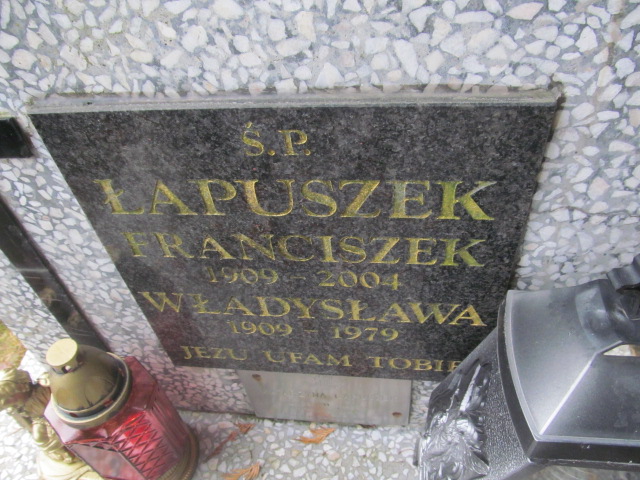 Ś.P.
ŁAPUSZEK
FRANCISZEK
1909 - 2004
WŁADYSŁAWA
1909 - 1979
JEZU UFAM TOBIE